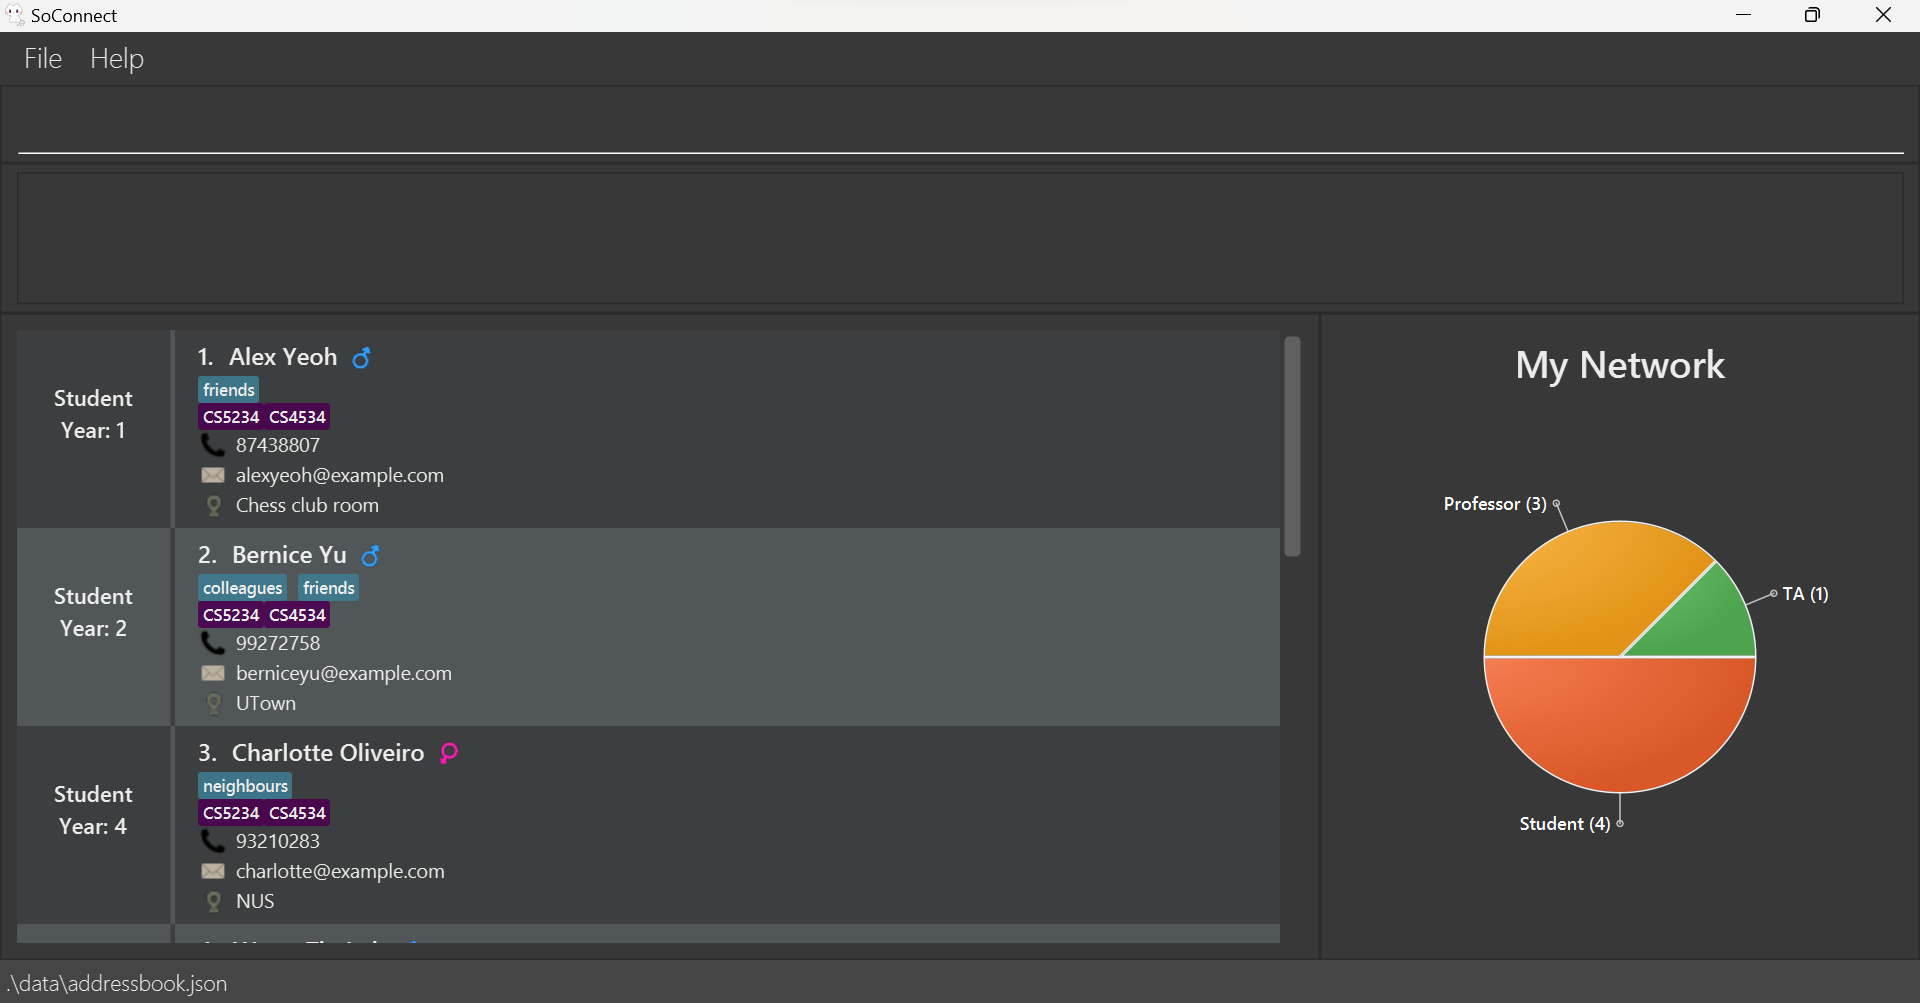 SoConnect
File Help
Student
Year: 1
1. Alex Yeoh
friends
CS5234 CS4534
87438807
alexyeoh@example.com
Chess club room
Student
Year: 2
2. Bernice Yu
colleagues friends
CS5234 CS4534
99272758
berniceyu@example.com
UTown
Student
Year: 4
3. Charlotte Oliveiro
neighbours
CS5234 CS4534
93210283
charlotte@example.com
NUS
My Network
Professor (3)
TA (1)
Student (4)
.\data\addressbook.json